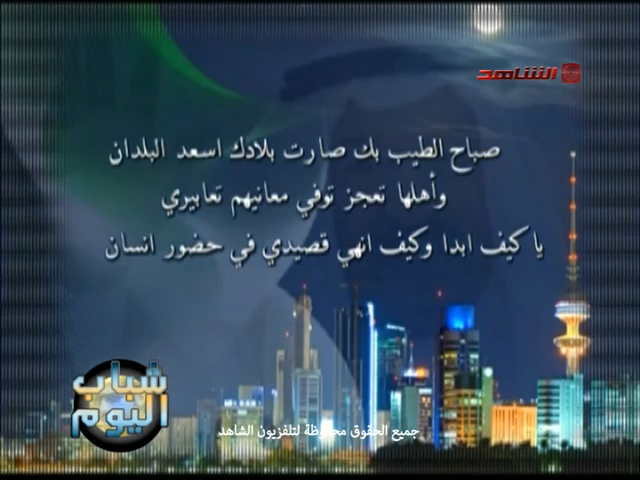 الشاهد
صباح الطيب بك صارت بلادك اسعد البلدان
وأهلها تعجز توفي معانيهم تعابيري
يا كيف ابدا وكيف انهي قصيدي في حضور انسان
شباب
اليوم
جميع الحقوق محفوظة لتلفزيون الشاهد